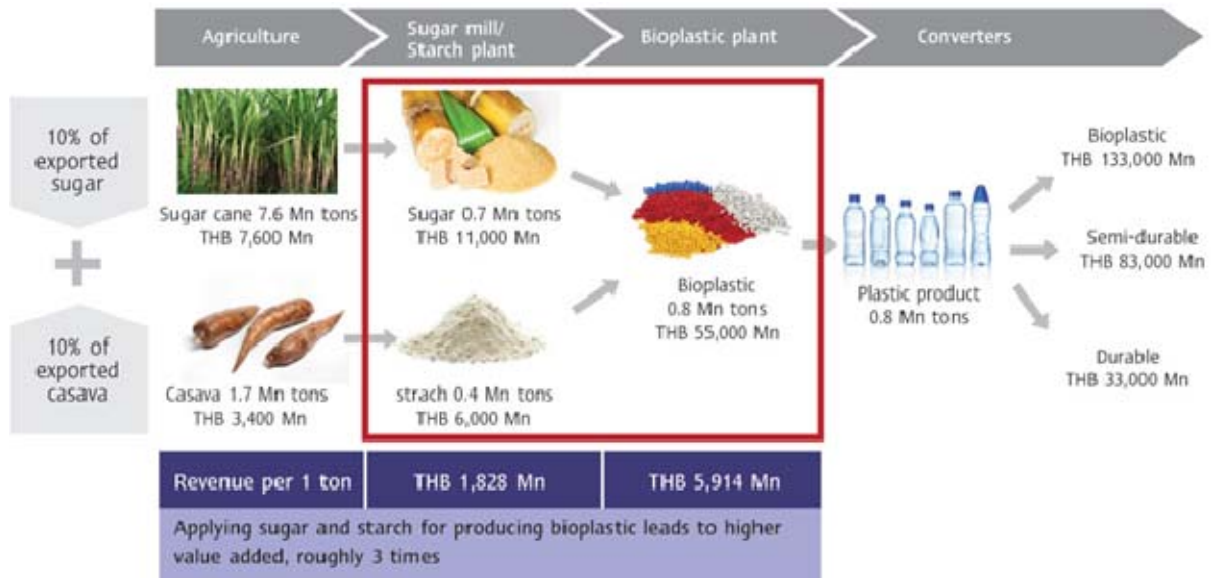 Agriculture
Sugar mill/
Starch plant
Bioplastic plant
Converters
10% of
exported
sugar
Sugar cane 7.6 Mn tons
THB 7,600 Mn
Sugar 0.7 Mn tons
THB 11,000 Mn
10% of
exported
casava
Casava 1.7 Mn tons
THB 3,400 Mn
strach 0.4 Mn tons
THB 6,000 Mn
Bioplastic
0.8 Mn tons
THB 55,000 Mn
Plastic product
0.8 Mn tons
Bioplastic
THB 133,000 Mn
Semi-durable
THB 83,000 Mn
Durable
THB 33,000 Mn
Revenue per 1 ton
THB 1,828 Mn
THB 5,914 Mn
Applying sugar and starch for producing bioplastic leads to higher
value added, roughly 3 times